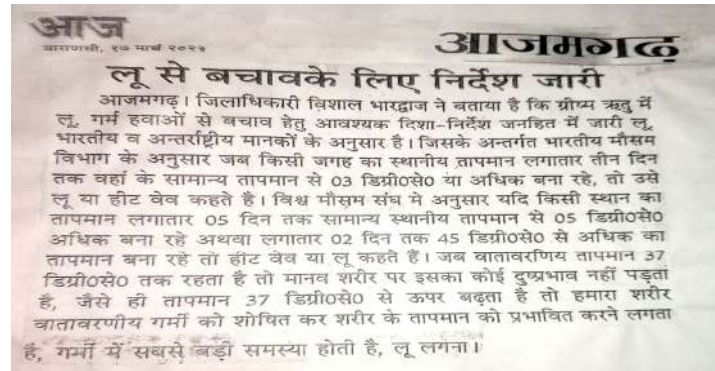 आज
वाराणसी, २७ मार्च २०२३
आजमगढ़
लू से बचावके लिए निर्देश जारी
आजमगढ़। जिलाधिकारी विशाल भारद्वाज ने बताया है कि ग्रीष्म ऋतु में
लू, गर्म हवाओं से बचाव हेतु आवश्यक दिशा-निर्देश जनहित में जारी लू
भारतीय व अन्तर्राष्ट्रीय मानकों के अनुसार है। जिसके अन्तर्गत भारतीय मौसम
विभाग के अनुसार जब किसी जगह का स्थानीय तापमान लगातार तीन दिन
तक वहां के सामान्य तापमान से 03 डिग्री0से0 या अधिक बना रहे, तो उसे
लू या हीट वेव कहते है। विश्व मौसम संघ मे अनुसार यदि किसी स्थान का
तापमान लगातार 05 दिन तक सामान्य स्थानीय तापमान से 05 डिग्री0से0
अधिक बना रहे अथवा लगातार 02 दिन तक 45 डिग्री0से0 से अधिक का
तापमान बना रहे तो हीट वेव या लू कहते हैं। जब वातावरणिय तापमान 37
डिग्री0से0 तक रहता है तो मानव शरीर पर इसका कोई दुष्प्रभाव नहीं पड़ता
है, जैसे ही तापमान 37 डिग्री0से0 से ऊपर बढ़ता है तो हमारा शरीर
वातावरणीय गर्मी को शोषित कर शरीर के तापमान को प्रभावित करने लगता
है, गर्मी में सबसे बड़ी समस्या होती है, लू लगना।